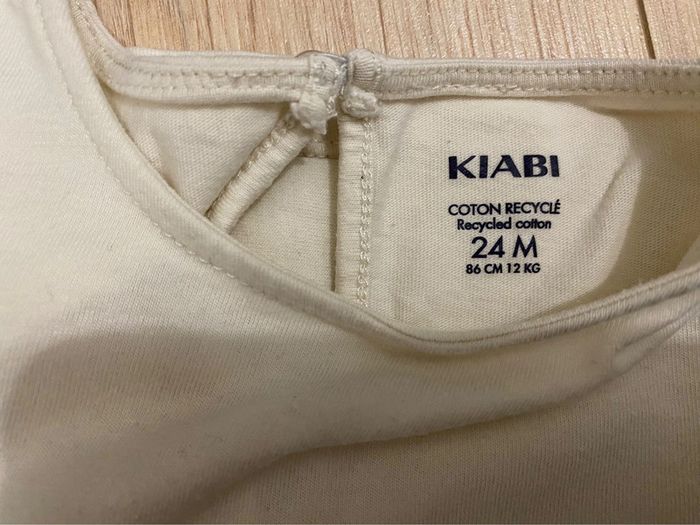 KIABI
COTON RECYCLÉ
Recycled cotton
24 M
86 CM 12 KG